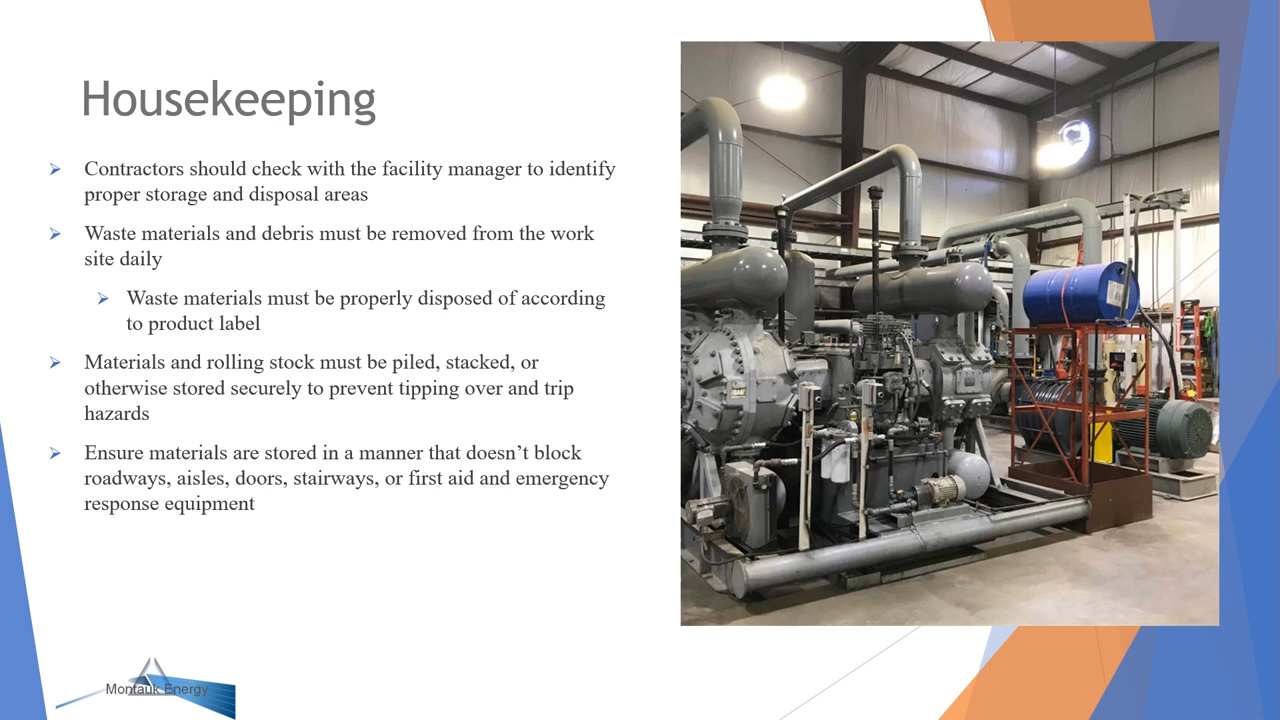 Housekeeping
Contractors should check with the facility manager to identify
proper storage and disposal areas
Waste materials and debris must be removed from the work
site daily
Waste materials must be properly disposed of according
to product label
Materials and rolling stock must be piled, stacked, or
otherwise stored securely to prevent tipping over and trip
hazards
Ensure materials are stored in a manner that doesn’t block
roadways, aisles, doors, stairways, or first aid and emergency
response equipment
Montauk Energy